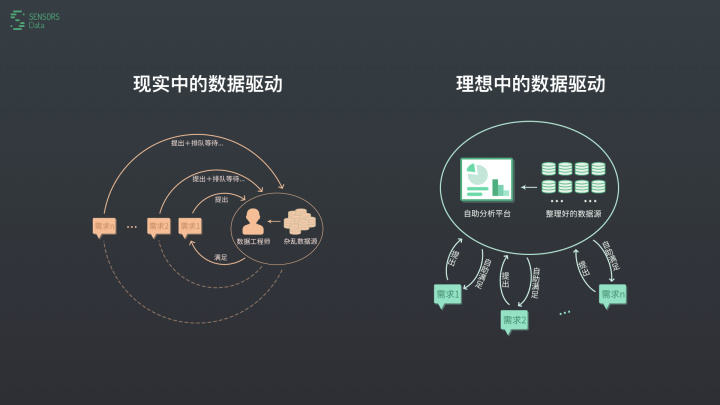 SENSORS
Data
现实中的数据驱动
理想中的数据驱动
提出+排队等待...
提出+排队等待...
提出
需求n
...
需求2
需求1
数据工程师
杂乱数据源
满足
自助分析平台
整理好的数据源
... ...
提出
自助满足
提出
自助满足
提出
自助满足
需求1
需求2
...
需求n